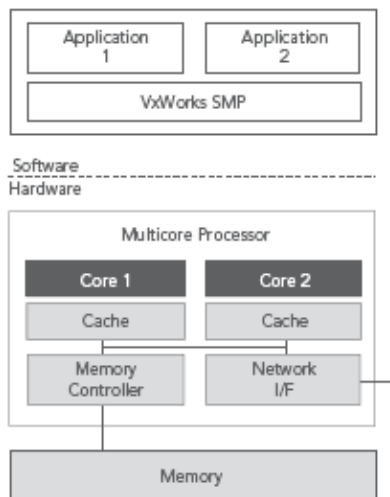 Application
1
Application
2
VxWorks SMP
Software
Hardware
Multicore Processor
Core 1
Core 2
Cache
Cache
Memory
Controller
Network
I/F
Memory